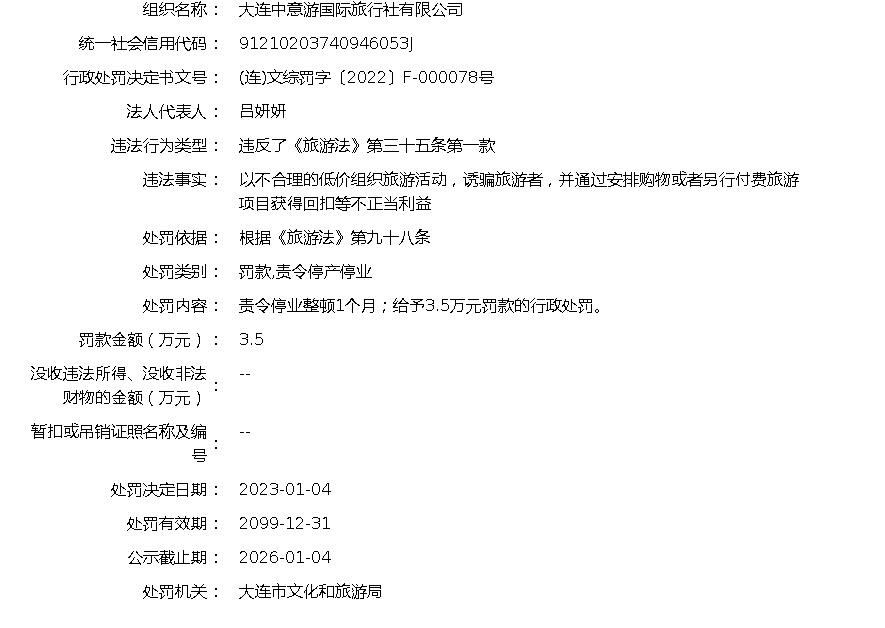 组织名称： 大连中意游国际旅行社有限公司
统一社会信用代码： 91210203740946053J
行政处罚决定书文号： (连)文综罚字〔2022〕F-000078号
法人代表人： 吕妍妍
违法行为类型： 违反了《旅游法》第三十五条第一款
违法事实： 以不合理的低价组织旅游活动，诱骗旅游者，并通过安排购物或者另行付费旅游
项目获得回扣等不正当利益
处罚依据： 根据《旅游法》第九十八条
处罚类别： 罚款,责令停产停业
处罚内容： 责令停业整顿1个月；给予3.5万元罚款的行政处罚。
罚款金额（万元）： 3.5
没收违法所得、没收非法
财物的金额（万元）： --
暂扣或吊销证照名称及编
号： --
处罚决定日期： 2023-01-04
处罚有效期： 2099-12-31
公示截止期： 2026-01-04
处罚机关： 大连市文化和旅游局